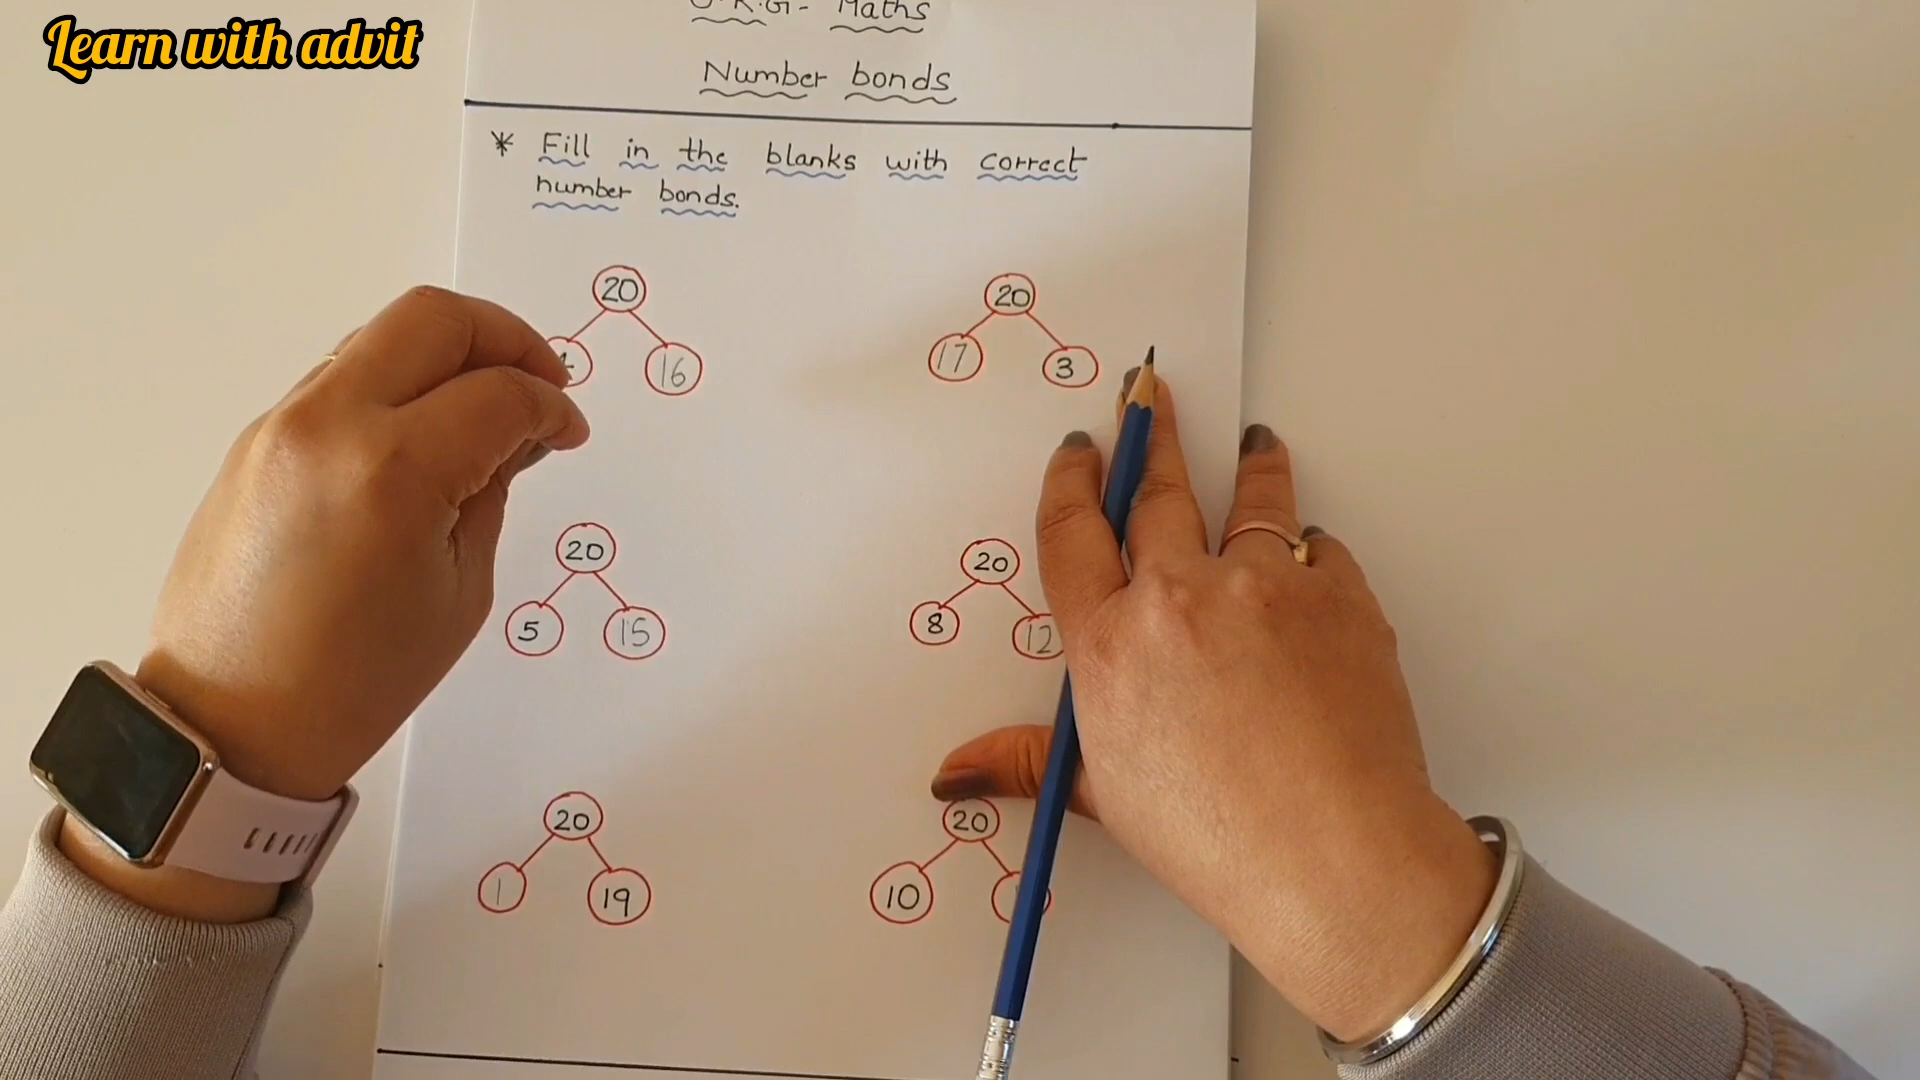 Learn with advit
Maths
Number bonds
* Fill in the blanks with correct
number bonds.
20 20
16 17 3
20 20
5 15 8 12
20 20
1 19 10